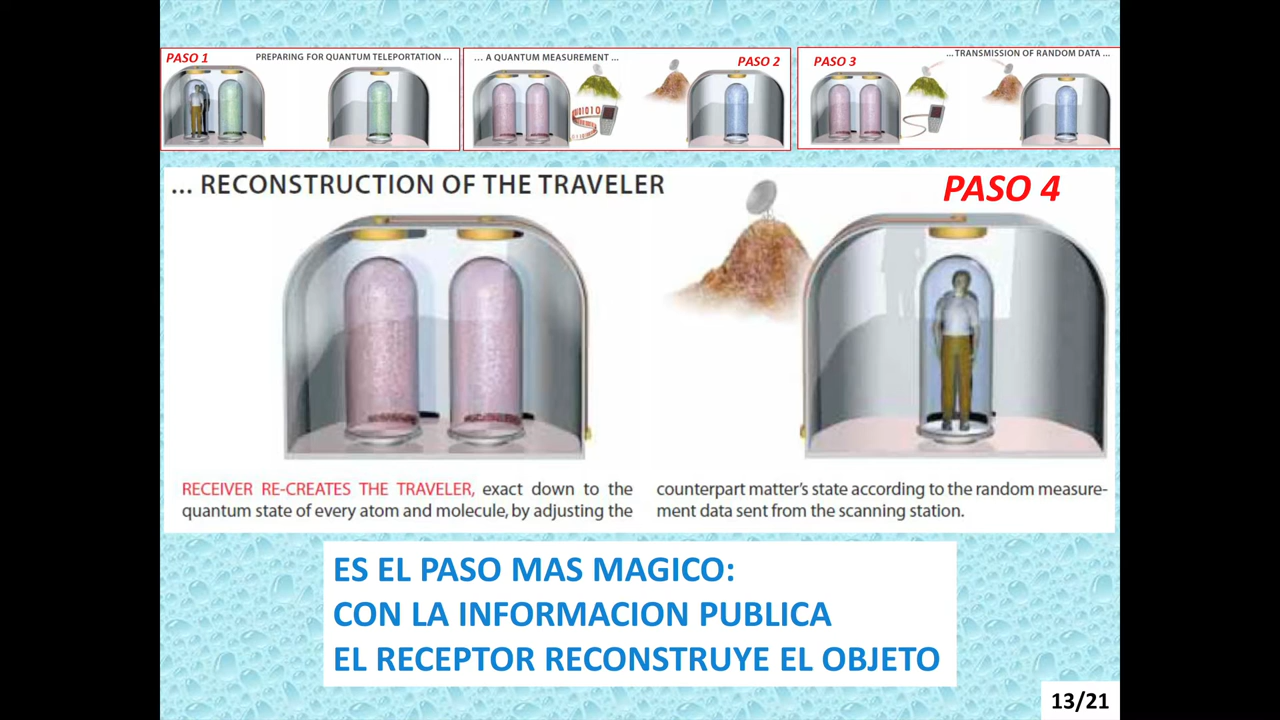 PASO 1
PREPARING FOR QUANTUM TELEPORTATION ...
... A QUANTUM MEASUREMENT ...
PASO 2
PASO 3
... TRANSMISSION OF RANDOM DATA ...
... RECONSTRUCTION OF THE TRAVELER
PASO 4
RECEIVER RE-CREATES THE TRAVELER, exact down to the
quantum state of every atom and molecule, by adjusting the
counterpart matter's state according to the random measure-
ment data sent from the scanning station.
ES EL PASO MAS MAGICO:
CON LA INFORMACION PUBLICA
EL RECEPTOR RECONSTRUYE EL OBJETO
13/21